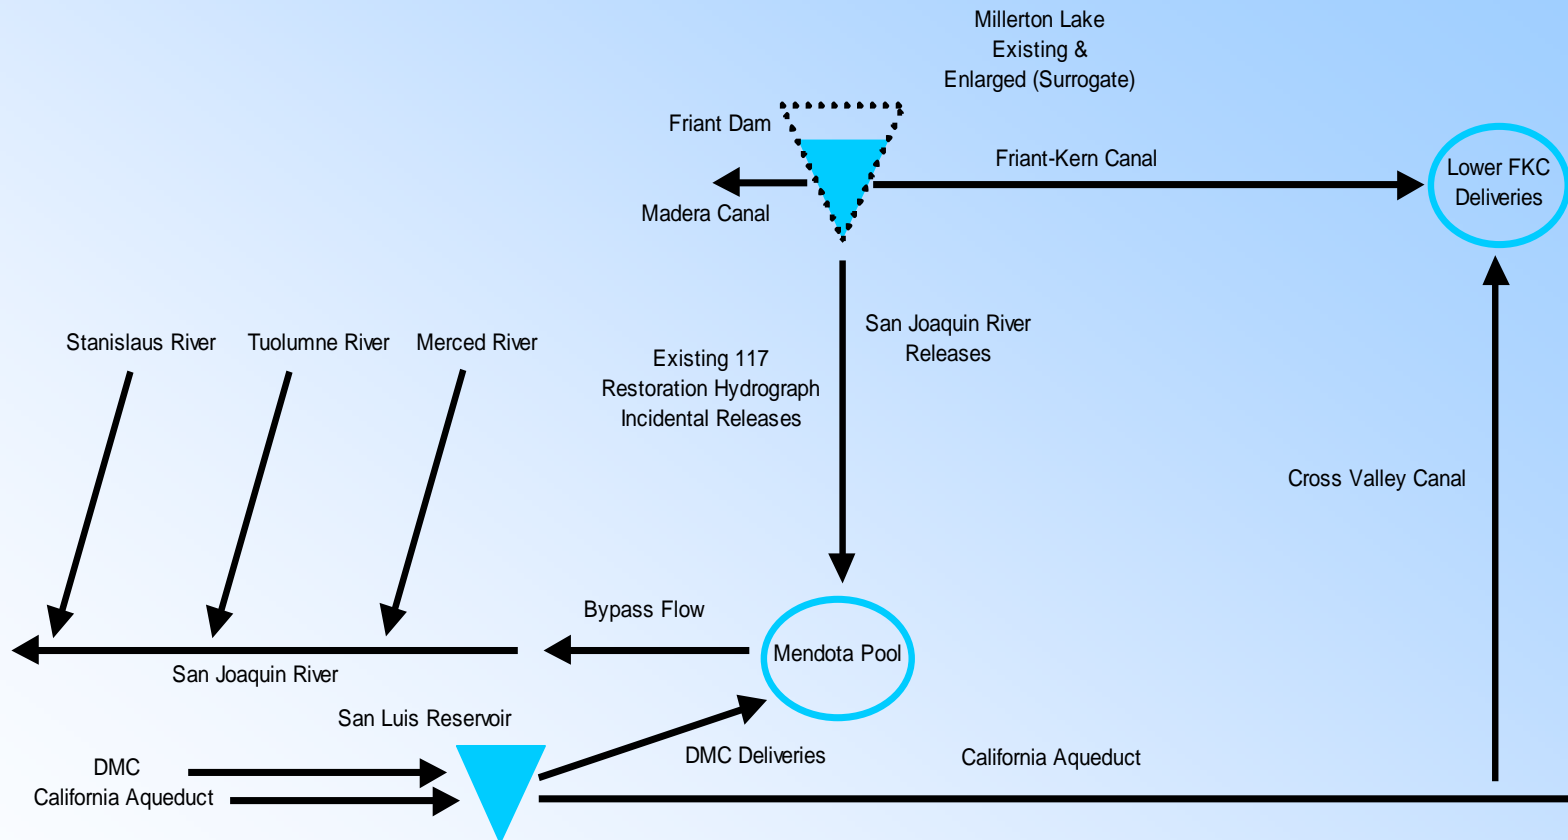 Millerton Lake
Existing &
Enlarged (Surrogate)
Friant Dam
Friant-Kern Canal
Lower FKC
Deliveries
Madera Canal
San Joaquin River
Releases
Stanislaus River
Tuolumne River
Merced River
Existing 117
Restoration Hydrograph
Incidental Releases
Cross Valley Canal
Bypass Flow
Mendota Pool
San Joaquin River
San Luis Reservoir
DMC Deliveries
California Aqueduct
DMC
California Aqueduct